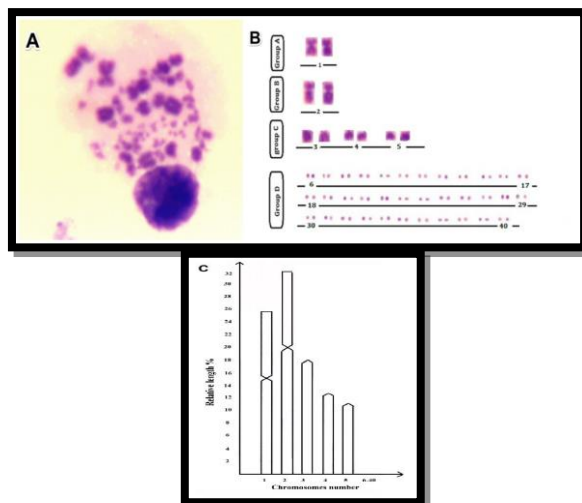 A
B
Group A
1
Group B
2
group C
3 4 5
Group D
6 17
18 29
30 40
C
Relative length %
32
30
28
26
24
22
20
18
16
14
12
10
8
6
4
2
1 2 3 4 5 6-40
Chromosomes number